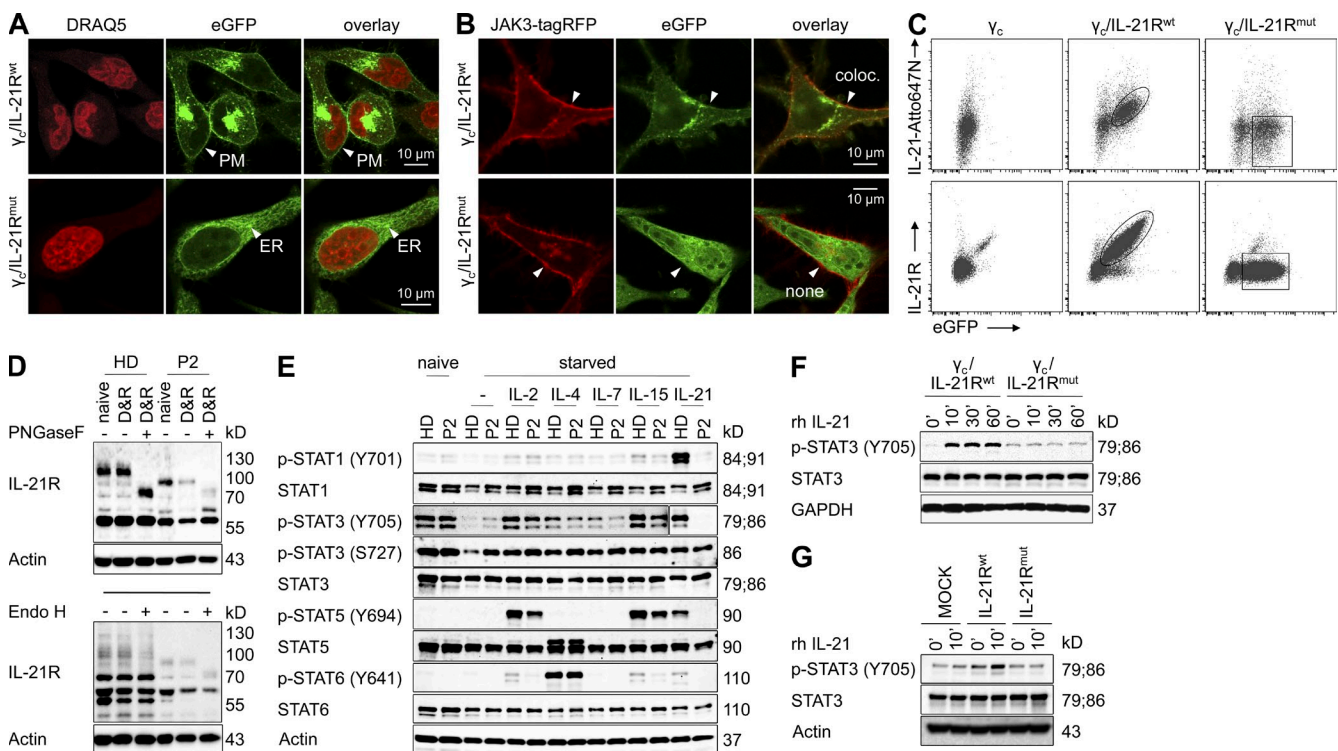 A
DRAQ5 eGFP overlay
γc/IL-21Rwt
PM PM
10 µm
γc/IL-21Rmut
ER ER
10 µm
B
JAK3-tagRFP eGFP overlay
γc/IL-21Rwt
coloc.
10 µm
γc/IL-21Rmut
10 µm
none
C
γc γc/IL-21Rwt γc/IL-21Rmut
IL-21-Atto647N
IL-21R
eGFP
D
HD P2
naive D&R D&R naive D&R D&R
PNGaseF - - + - - + kD
IL-21R
130
100
70
55
Actin 43
Endo H - - + - - + kD
IL-21R
130
100
70
55
Actin 43
E
naive starved
- IL-2 IL-4 IL-7 IL-15 IL-21
HD P2 HD P2 HD P2 HD P2 HD P2 HD P2 HD P2 kD
p-STAT1 (Y701) 84;91
STAT1 84;91
p-STAT3 (Y705) 79;86
p-STAT3 (S727) 86
STAT3 79;86
p-STAT5 (Y694) 90
STAT5 90
p-STAT6 (Y641) 110
STAT6 110
Actin 37
F
γc/ γc/
IL-21Rwt IL-21Rmut
rh IL-21 0' 10' 30' 60' 0' 10' 30' 60' kD
p-STAT3 (Y705) 79;86
STAT3 79;86
GAPDH 37
G
MOCK IL-21Rwt IL-21Rmut
rh IL-21 0' 10' 0' 10' 0' 10' kD
p-STAT3 (Y705) 79;86
STAT3 79;86
Actin 43